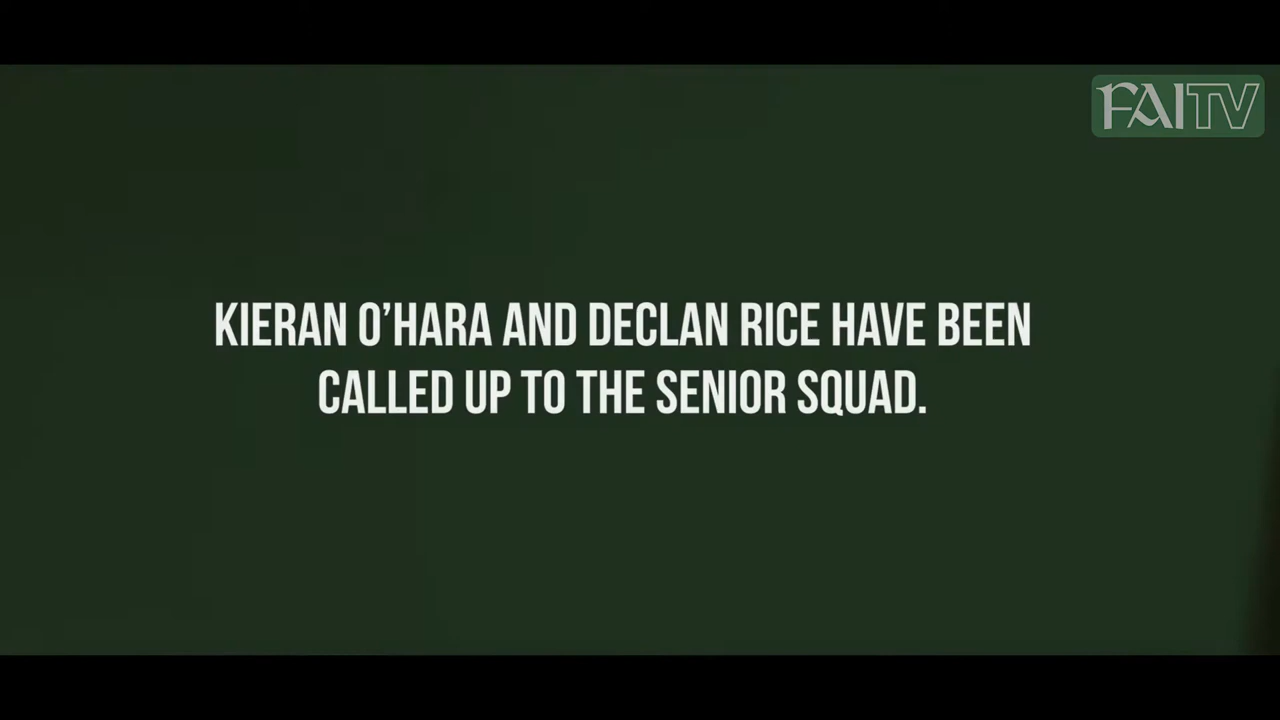 FAITV
KIERAN O’HARA AND DECLAN RICE HAVE BEEN
CALLED UP TO THE SENIOR SQUAD.